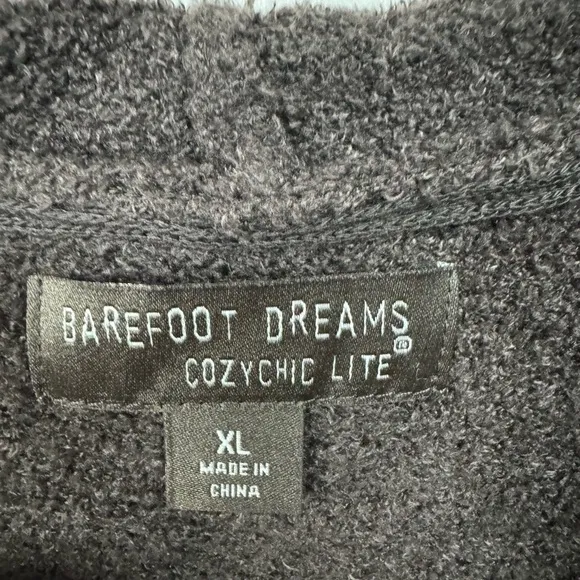 BAREFOOT DREAMS
COZYCHIC LITE ®
XL
MADE IN
CHINA